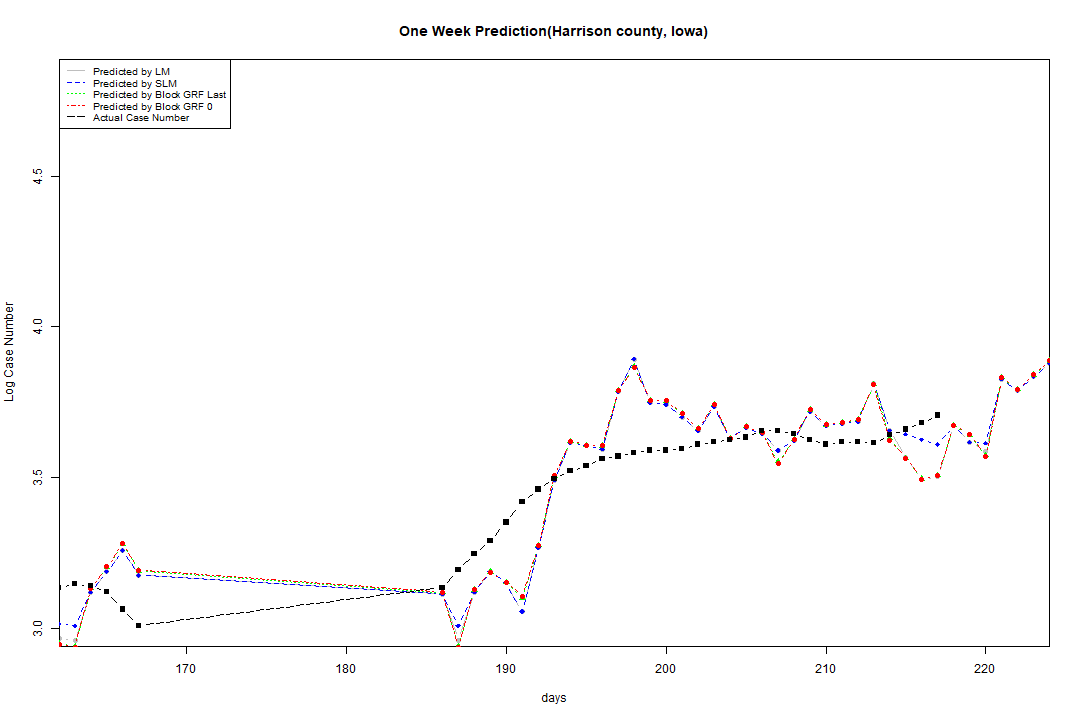 One Week Prediction(Harrison county, Iowa)
Predicted by LM
Predicted by SLM
Predicted by Block GRF Last
Predicted by Block GRF 0
Actual Case Number
Log Case Number
4.5
4.0
3.5
3.0
170 180 190 200 210 220
days